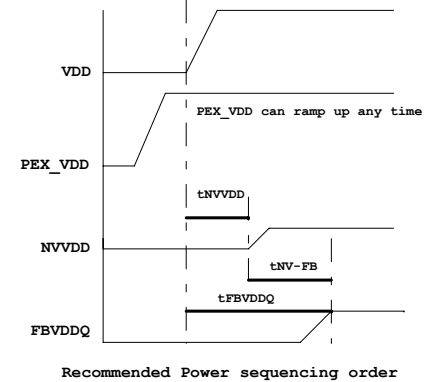 VDD
PEX_VDD can ramp up any time
PEX_VDD
tNVVDD
NVVDD
tNV-FB
tFBVDDQ
FBVDDQ
Recommended Power sequencing order